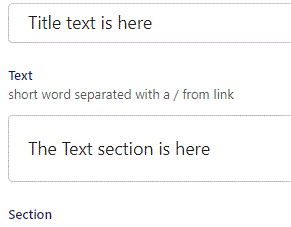 Title text is here
Text
short word separated with a / from link
The Text section is here
Section